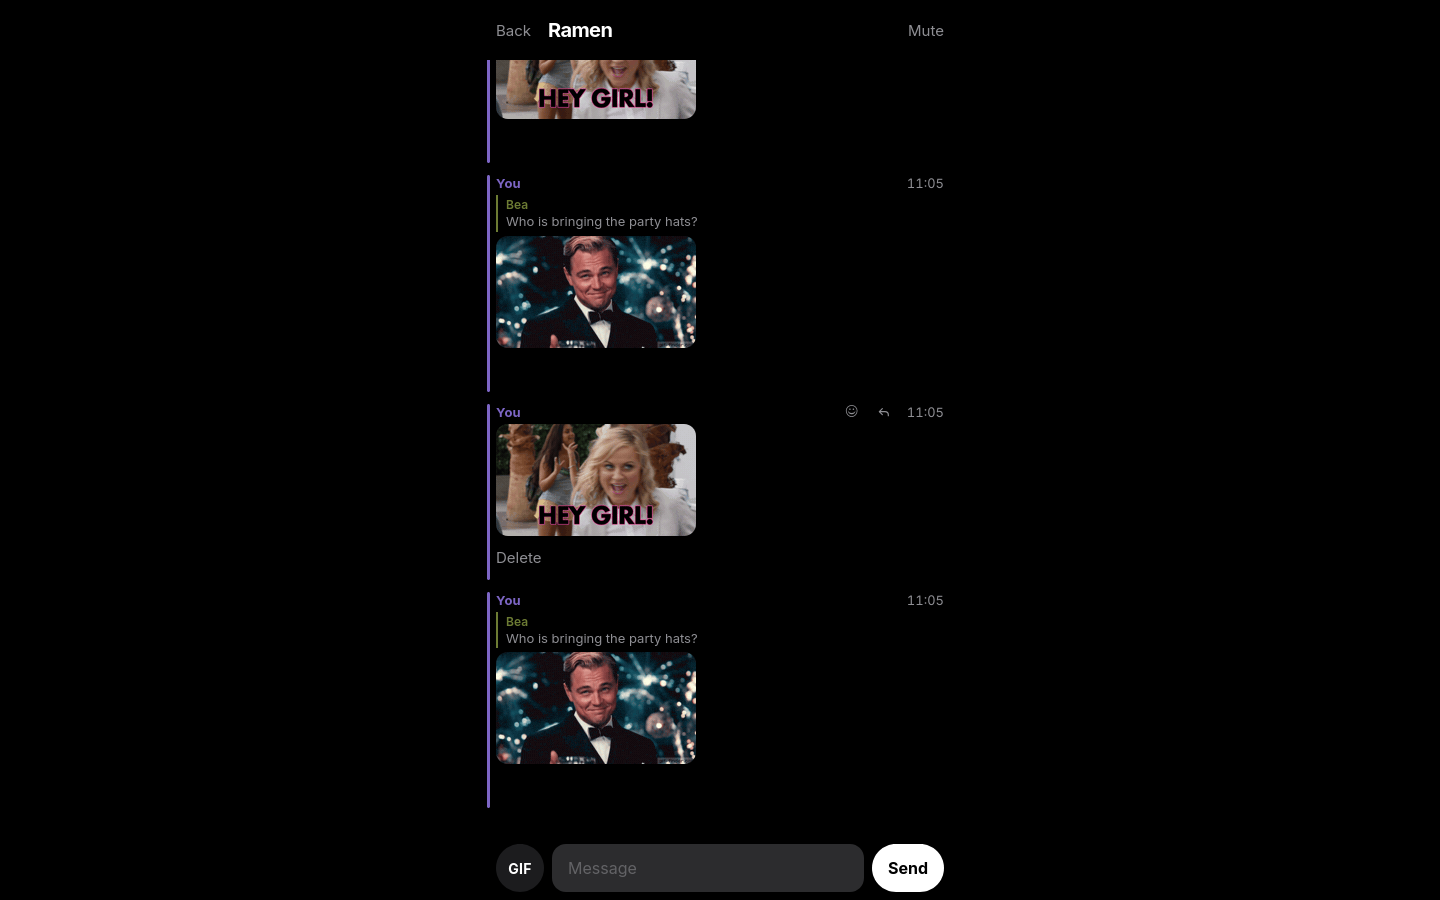 Back Ramen Mute
HEY GIRL!
You 11:05
Bea
Who is bringing the party hats?
You 11:05
HEY GIRL!
Delete
You 11:05
Bea
Who is bringing the party hats?
GIF Message Send